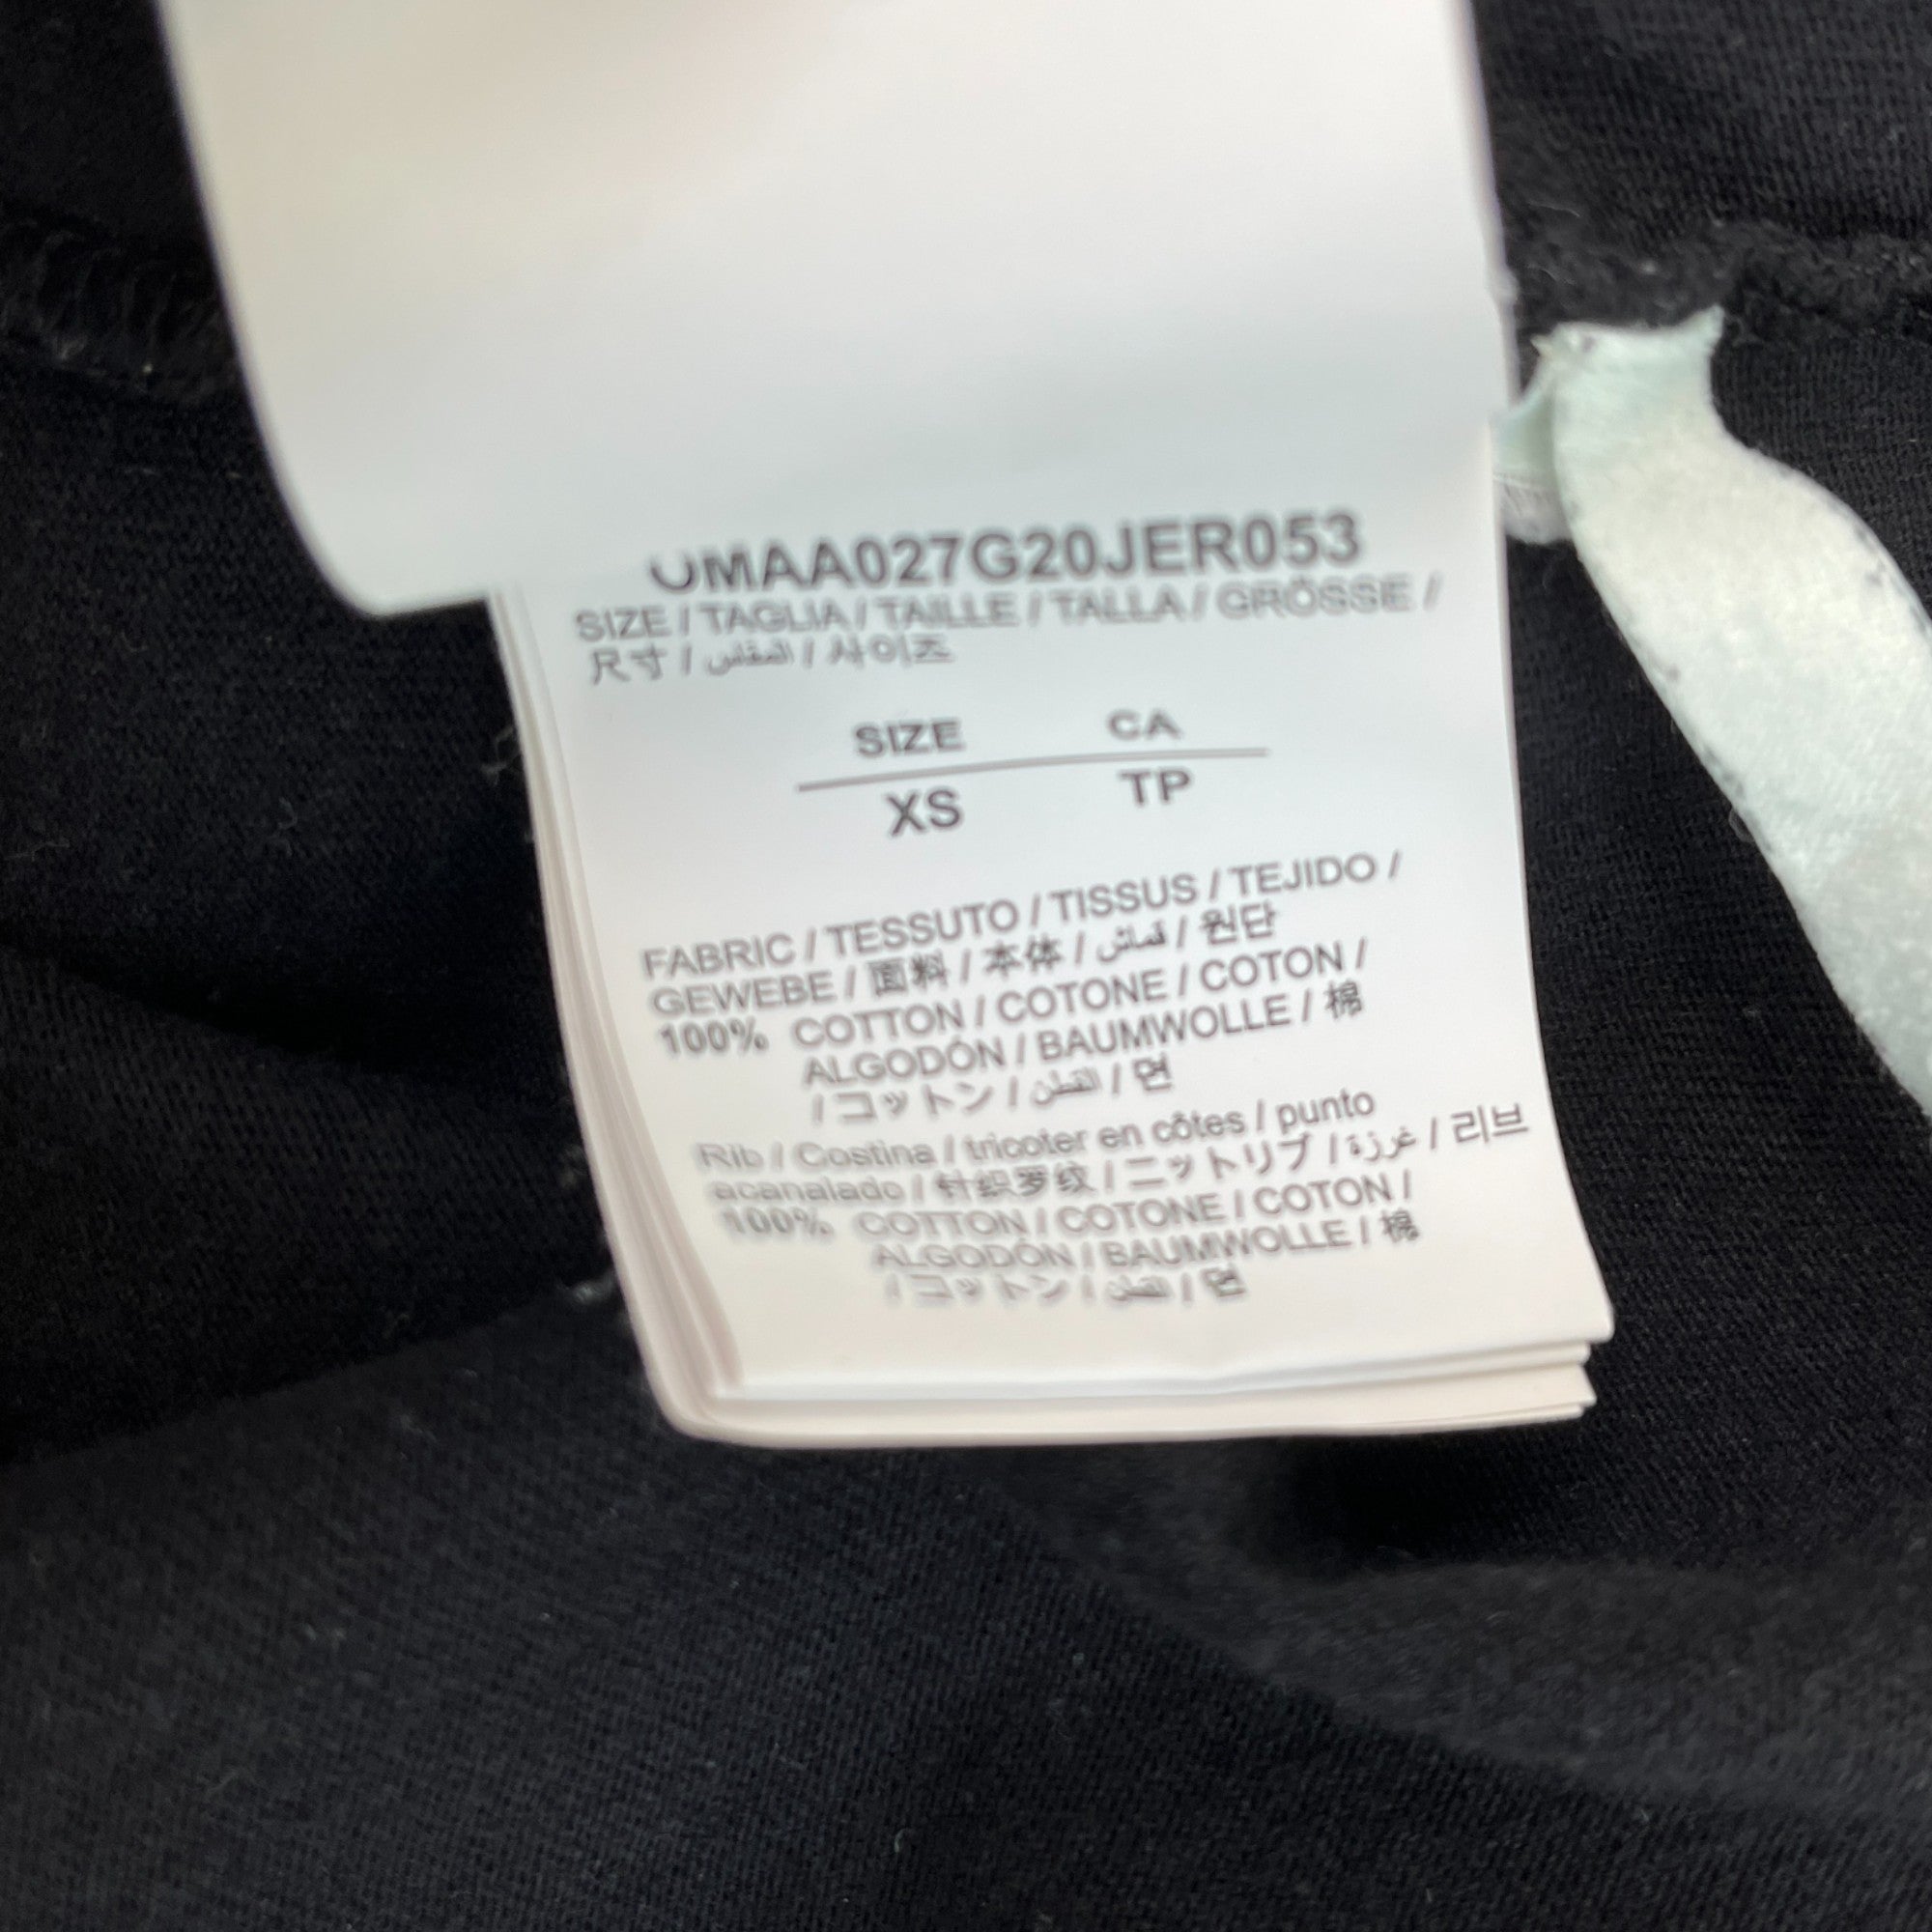 OMAA027G20JER053
SIZE / TAGLIA / TAILLE / TALLA / GRÖSSE /
尺寸 / المقاس / 사이즈
SIZE CA
XS TP
FABRIC / TESSUTO / TISSUS / TEJIDO /
GEWEBE / 面料 / 本体 / قماش / 원단
100% COTTON / COTONE / COTON /
ALGODÓN / BAUMWOLLE / 棉
/ コットン / القطن / 면
Rib / Costina / tricoter en côtes / punto
acanalado / 针织罗纹 / ニットリブ / غرزة / 리브
100% COTTON / COTONE / COTON /
ALGODÓN / BAUMWOLLE / 棉
/ コットン / القطن / 면